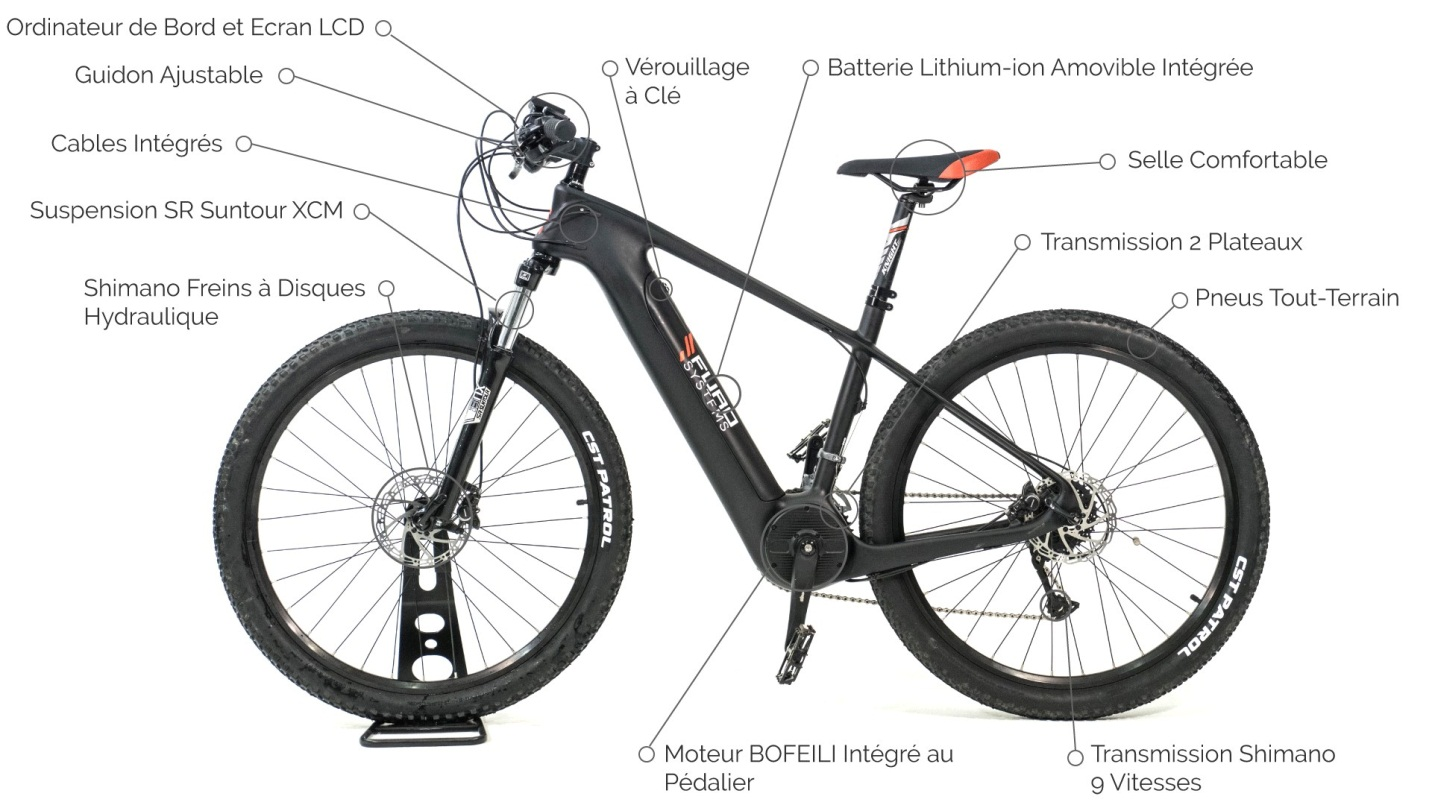 Ordinateur de Bord et Ecran LCD
Guidon Ajustable
Vérouillage
à Clé
Batterie Lithium-ion Amovible Intégrée
Cables Intégrés
Selle Comfortable
Suspension SR Suntour XCM
Transmission 2 Plateaux
Shimano Freins à Disques
Hydraulique
Pneus Tout-Terrain
KNIGHT
SYSTEMS
CST PATROL
CST PATROL
Moteur BOFEILI Intégré au
Pédalier
Transmission Shimano
9 Vitesses